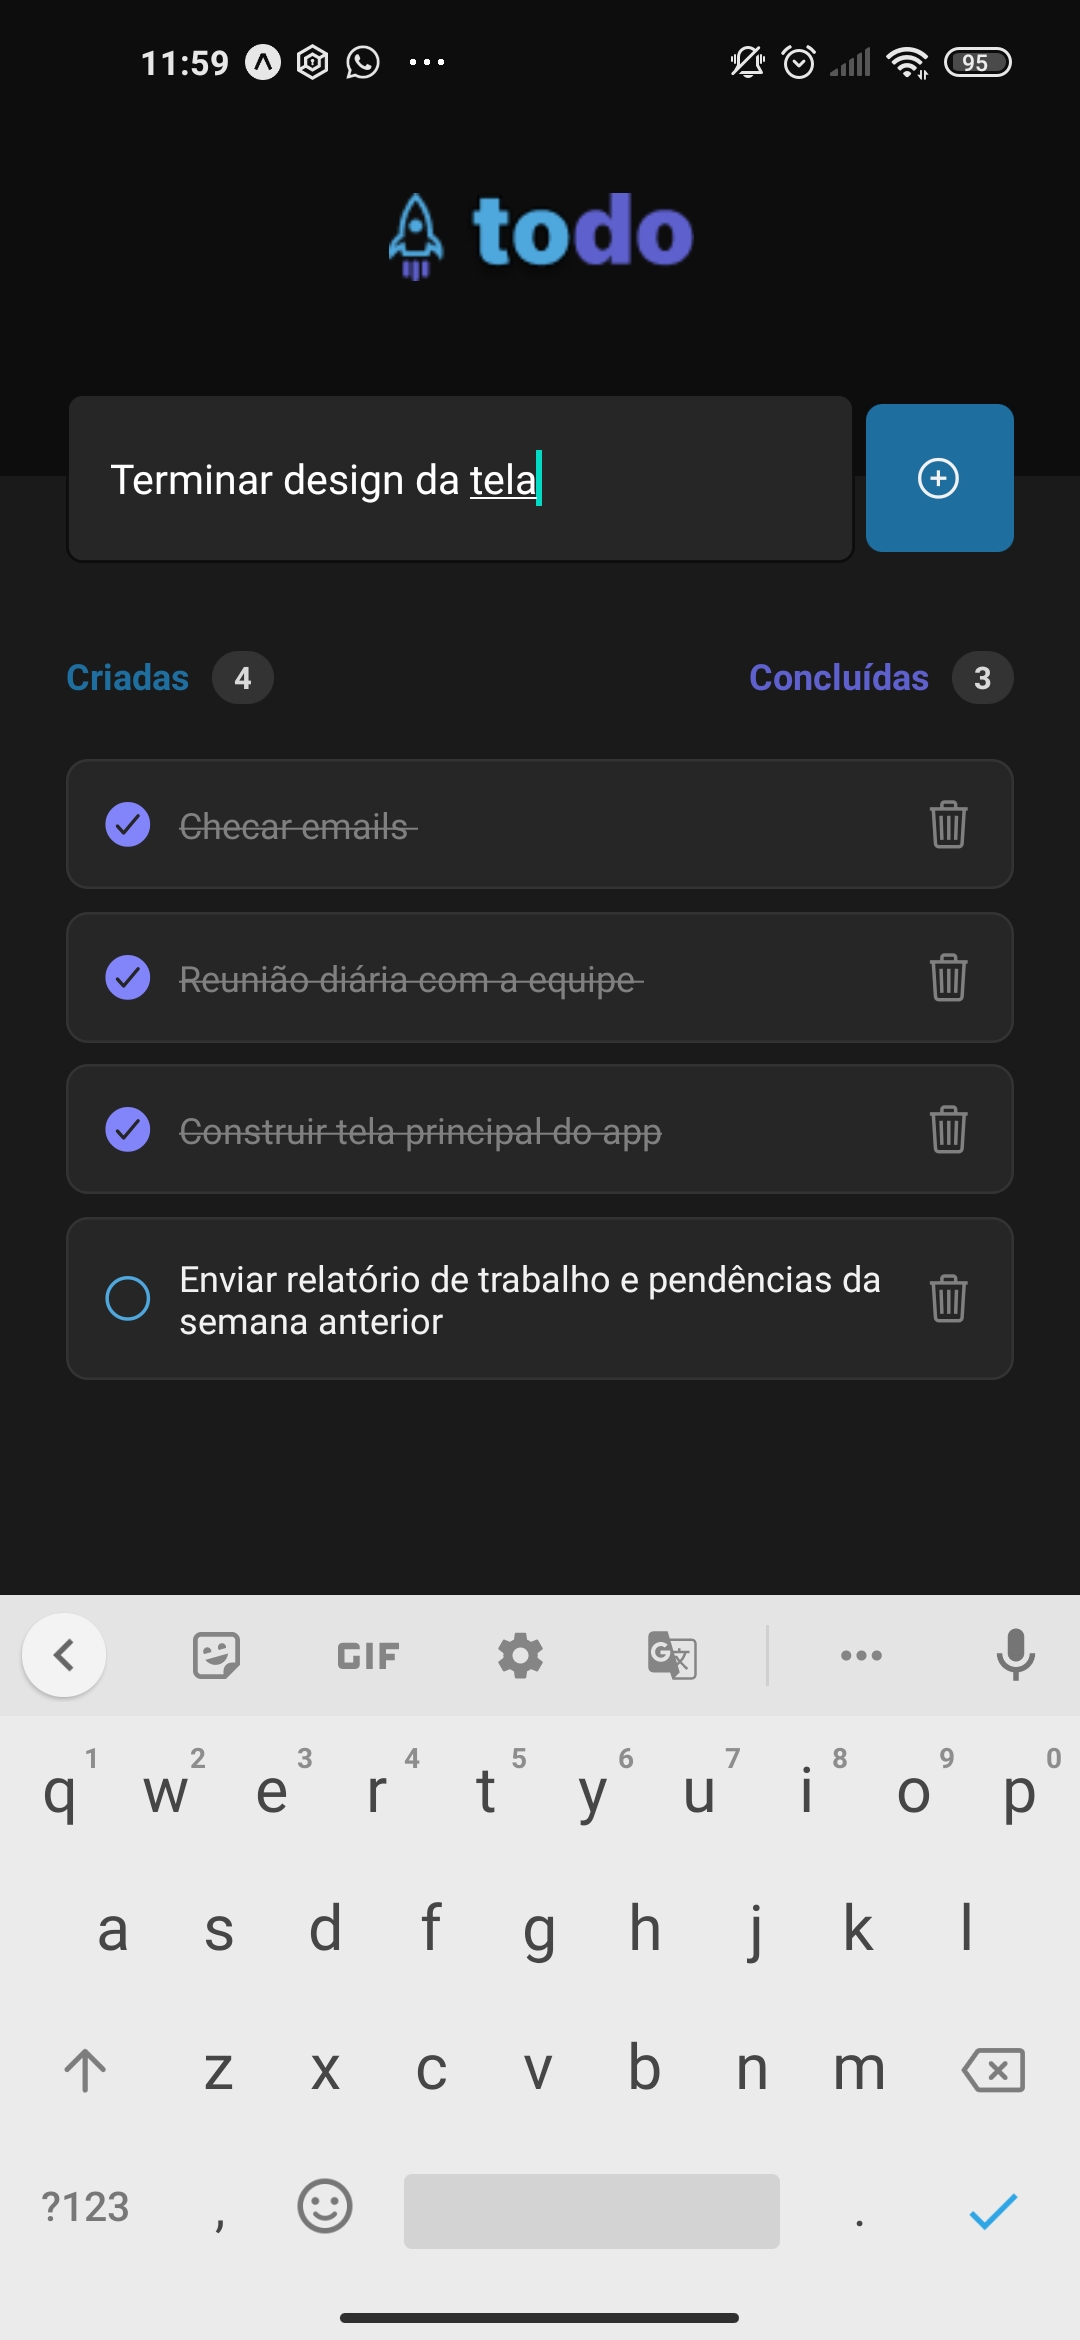 11:59
95
todo
Terminar design da tela
Criadas 4
Concluídas 3
Checar emails
Reunião diária com a equipe
Construir tela principal do app
Enviar relatório de trabalho e pendências da
semana anterior
GIF
G 文
1 2 3 4 5 6 7 8 9 0
q w e r t y u i o p
a s d f g h j k l
z x c v b n m
?123 , .